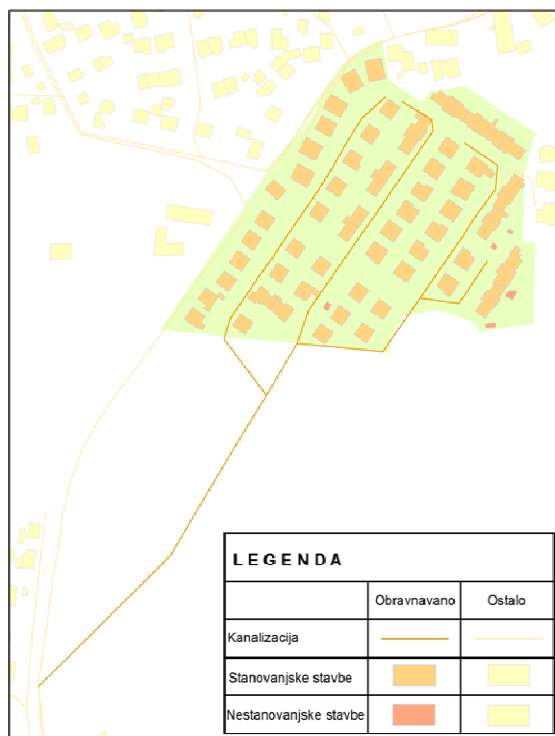 LEGENDA
Obravnavano Ostalo
Kanalizacija
Stanovanjske stavbe
Nestanovanjske stavbe